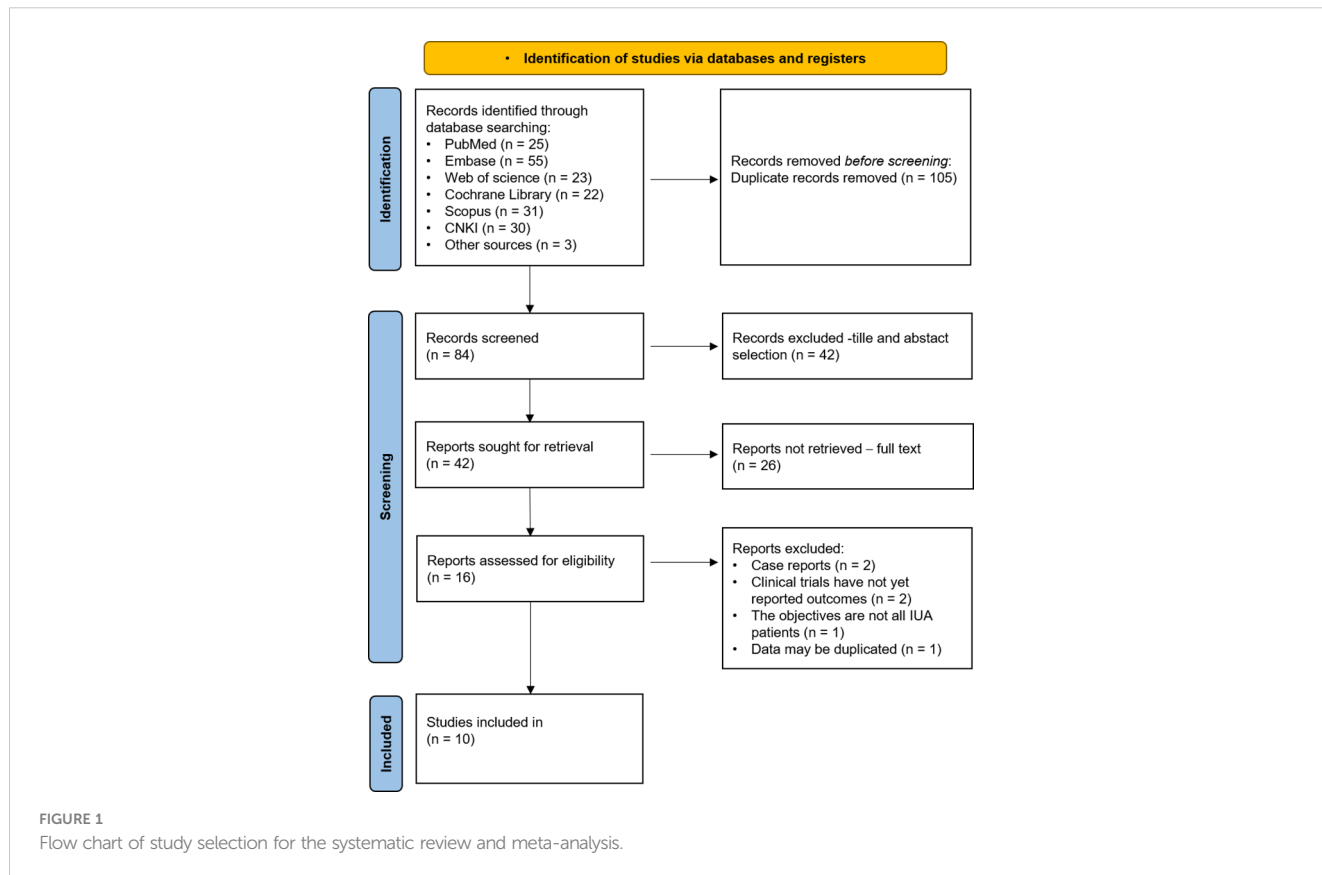 • Identification of studies via databases and registers
Identification
Records identified through
database searching:
• PubMed (n = 25)
• Embase (n = 55)
• Web of science (n = 23)
• Cochrane Library (n = 22)
• Scopus (n = 31)
• CNKI (n = 30)
• Other sources (n = 3)
Records removed before screening:
Duplicate records removed (n = 105)
Screening
Records screened
(n = 84)
Records excluded -tille and abstact
selection (n = 42)
Reports sought for retrieval
(n = 42)
Reports not retrieved – full text
(n = 26)
Reports assessed for eligibility
(n = 16)
Reports excluded:
• Case reports (n = 2)
• Clinical trials have not yet
reported outcomes (n = 2)
• The objectives are not all IUA
patients (n = 1)
• Data may be duplicated (n = 1)
Included
Studies included in
(n = 10)
FIGURE 1
Flow chart of study selection for the systematic review and meta-analysis.